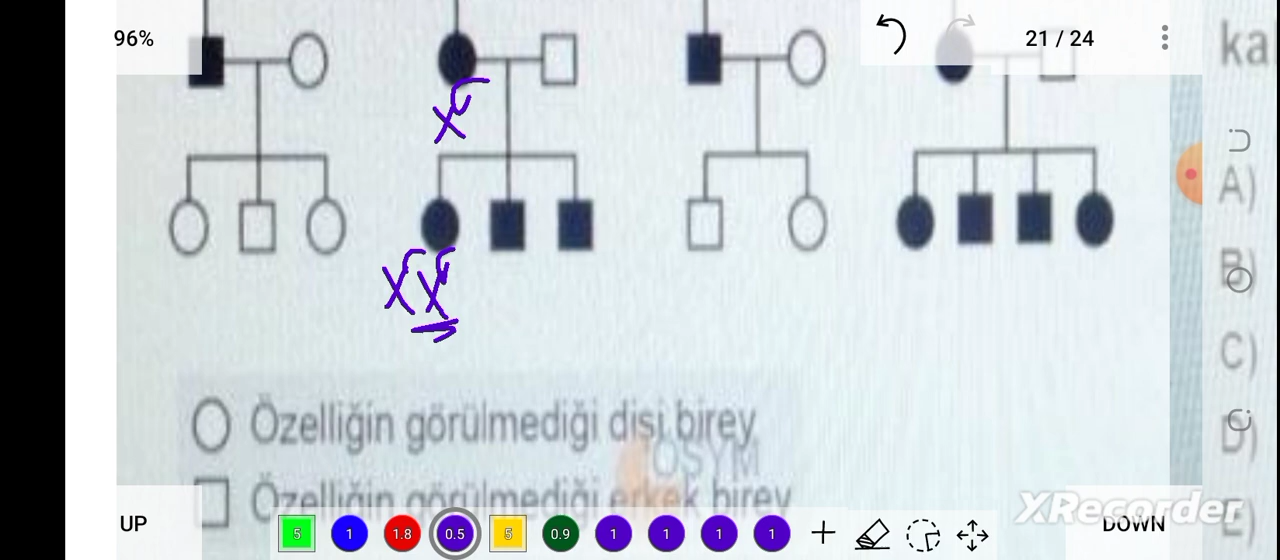 96%
21 / 24
ka
A)
B)
C)
D)
E)
Özelliğin görülmediği dişi birey
ÖSYM
Özelliğin görülmediği erkek birey
UP
5 1 1.8 0.5 5 0.9 1 1 1 1
DOWN
XRecorder